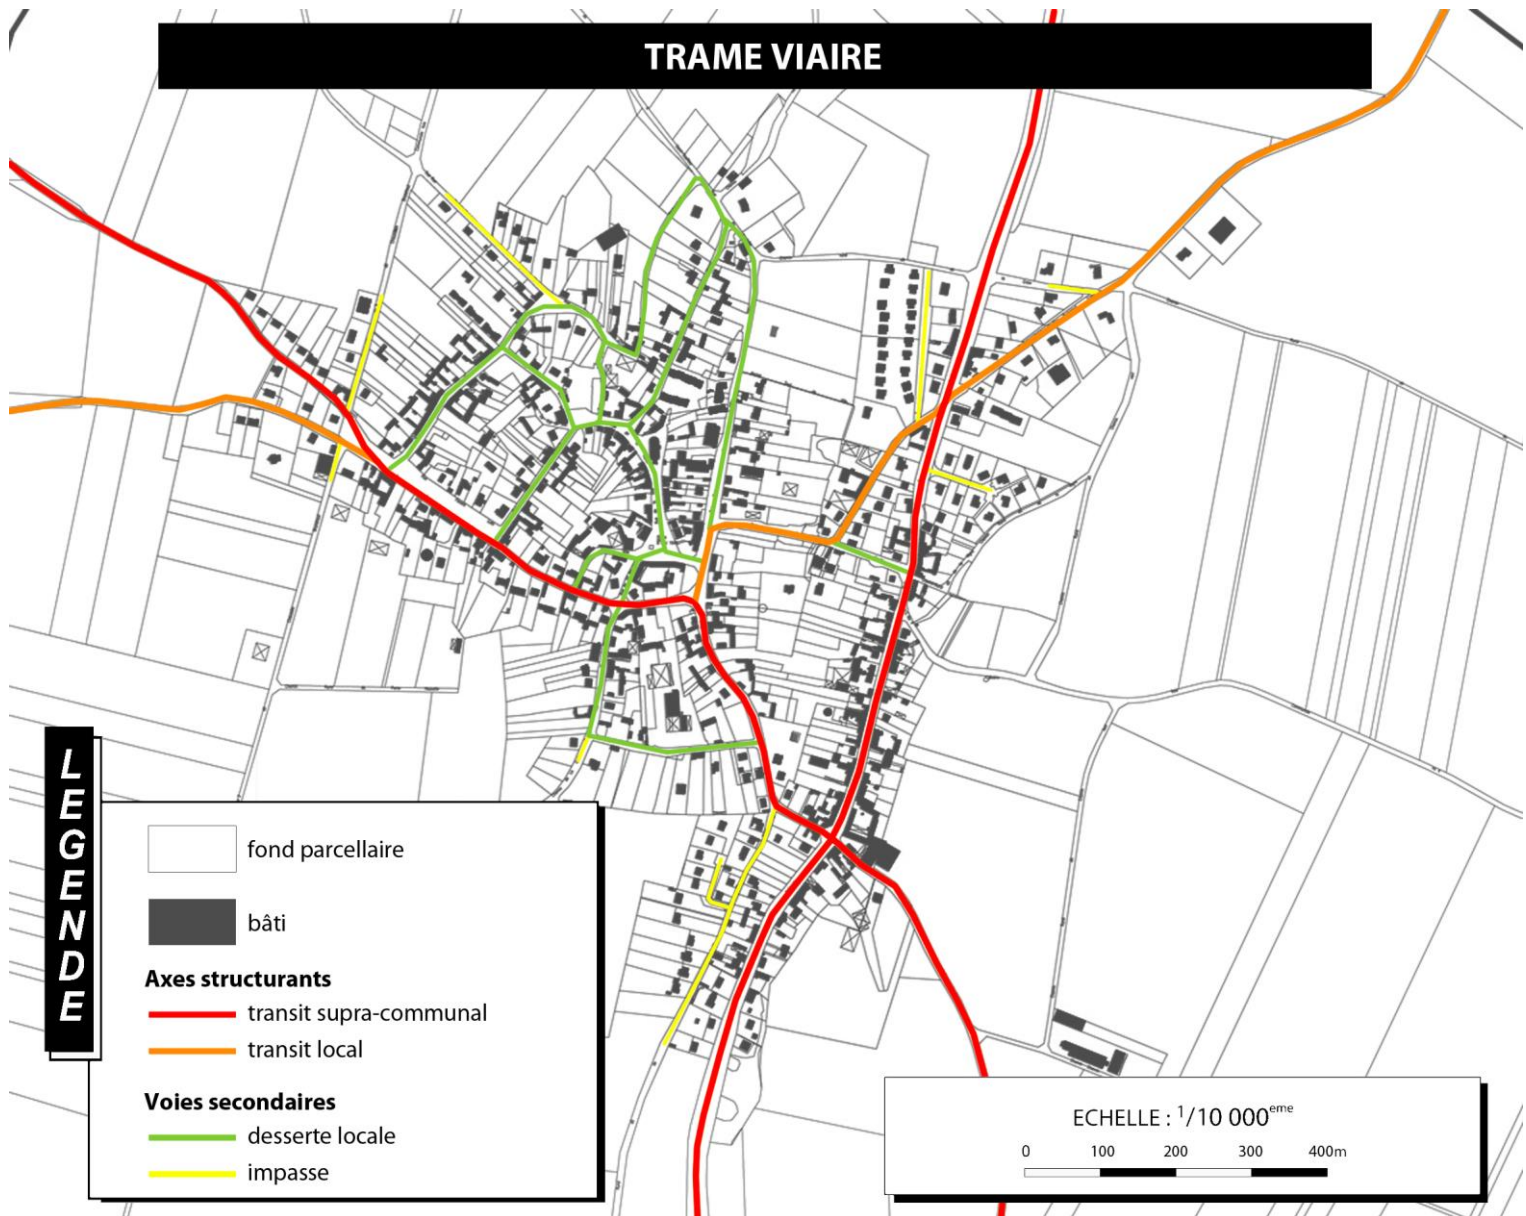 TRAME VIAIRE
LEGENDE
fond parcellaire
bâti
Axes structurants
transit supra-communal
transit local
Voies secondaires
desserte locale
impasse
ECHELLE : 1/10 000eme
0 100 200 300 400m